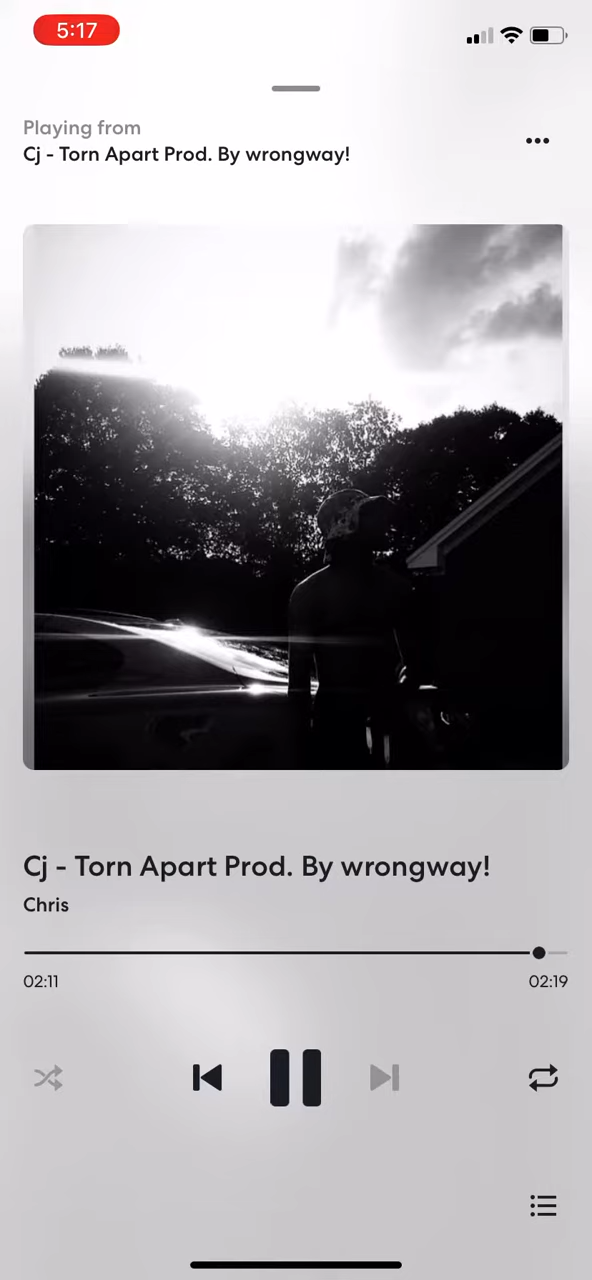 5:17
Playing from
Cj - Torn Apart Prod. By wrongway!
Cj - Torn Apart Prod. By wrongway!
Chris
02:11
02:19